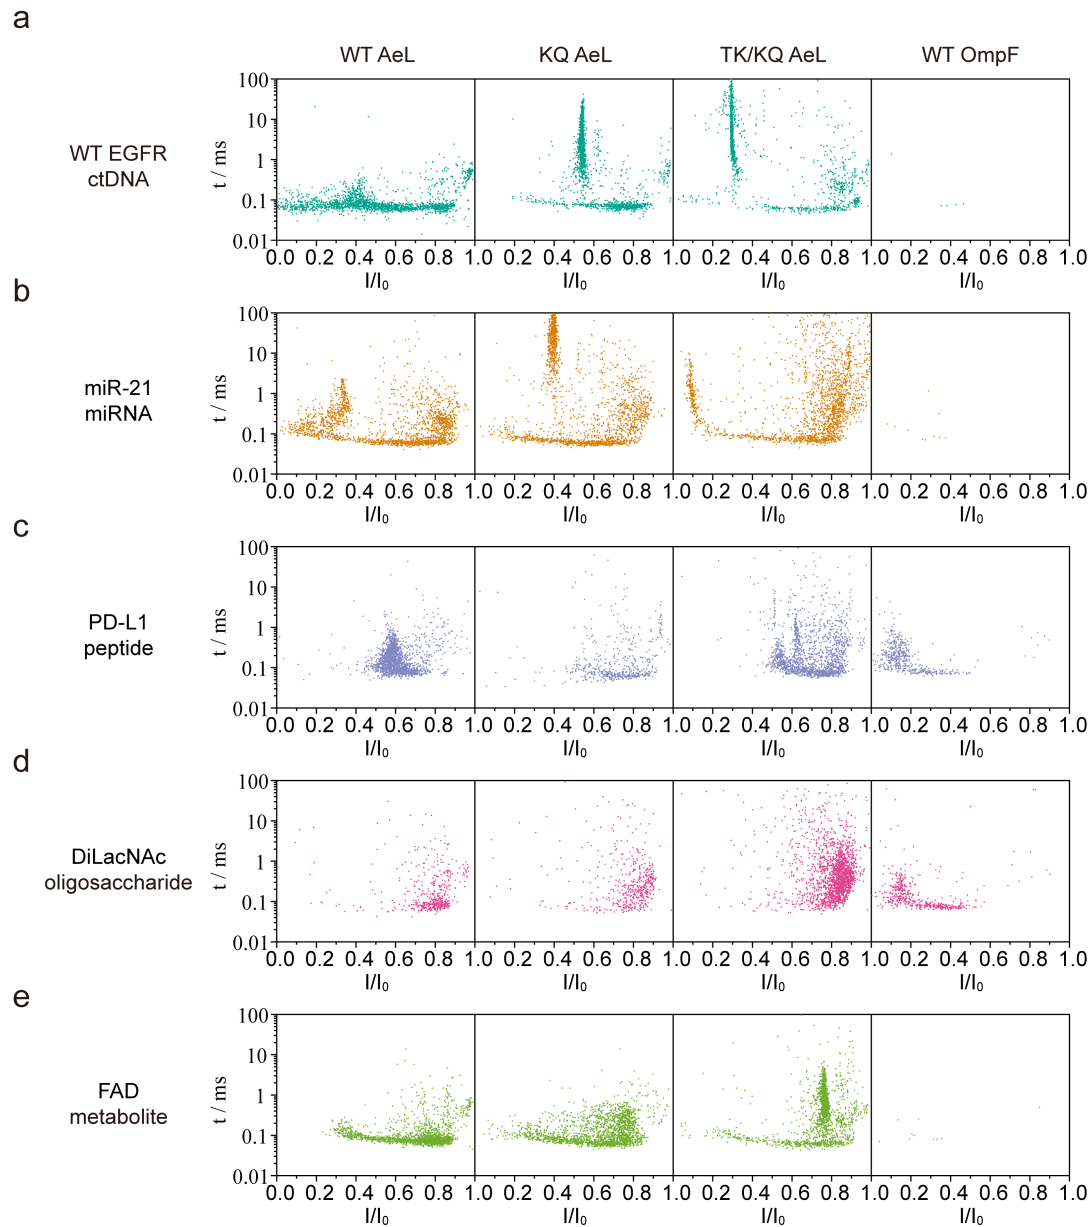 a
WT AeL KQ AeL TK/KQ AeL WT OmpF
WT EGFR
ctDNA
t / ms
100
10
1
0.1
0.01
0.0 0.2 0.4 0.6 0.8 1.0 0.2 0.4 0.6 0.8 1.0 0.2 0.4 0.6 0.8 1.0 0.2 0.4 0.6 0.8 1.0
I/I₀ I/I₀ I/I₀ I/I₀
b
miR-21
miRNA
t / ms
100
10
1
0.1
0.01
0.0 0.2 0.4 0.6 0.8 1.0 0.2 0.4 0.6 0.8 1.0 0.2 0.4 0.6 0.8 1.0 0.2 0.4 0.6 0.8 1.0
I/I₀ I/I₀ I/I₀ I/I₀
c
PD-L1
peptide
t / ms
100
10
1
0.1
0.01
0.0 0.2 0.4 0.6 0.8 1.0 0.2 0.4 0.6 0.8 1.0 0.2 0.4 0.6 0.8 1.0 0.2 0.4 0.6 0.8 1.0
I/I₀ I/I₀ I/I₀ I/I₀
d
DiLacNAc
oligosaccharide
t / ms
100
10
1
0.1
0.01
0.0 0.2 0.4 0.6 0.8 1.0 0.2 0.4 0.6 0.8 1.0 0.2 0.4 0.6 0.8 1.0 0.2 0.4 0.6 0.8 1.0
I/I₀ I/I₀ I/I₀ I/I₀
e
FAD
metabolite
t / ms
100
10
1
0.1
0.01
0.0 0.2 0.4 0.6 0.8 1.0 0.2 0.4 0.6 0.8 1.0 0.2 0.4 0.6 0.8 1.0 0.2 0.4 0.6 0.8 1.0
I/I₀ I/I₀ I/I₀ I/I₀